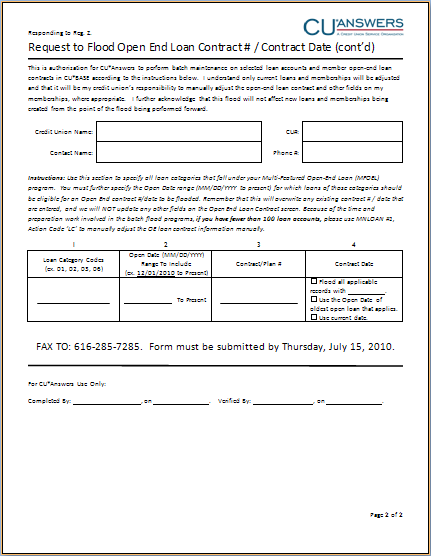 Responding to Reg. Z
CU*ANSWERS
A CREDIT UNION SERVICE ORGANIZATION
Request to Flood Open End Loan Contract # / Contract Date (cont'd)
This is authorization for CU*Answers to perform batch maintenance on selected loan accounts and member open-end loan
contracts in CU*BASE according to the instructions below. I understand only current loans and memberships will be adjusted
and that it will be my credit union's responsibility to manually adjust the open-end loan contract and other fields on my
memberships, where appropriate. I further acknowledge that this flood will not affect new loans and memberships being
created from the point of the flood being performed forward.
Credit Union Name: CU#:
Contact Name: Phone #:
Instructions: Use this section to specify all loan categories that fall under your Multi-Featured Open-End Loan (MFOEL)
program. You must further specify the Open Date range (MM/DD/YYYY to present) for which loans of those categories
should be eligible for an Open End contract #/date to be flooded. Remember that this will overwrite any existing contract # / date that
are entered, and we will NOT update any other fields on the Open End Loan Contract screen. Because of the time and
preparation work involved in the batch flood programs, if you have fewer than 100 loan accounts, please use MNLOAN #1,
Action Code 'LC' to manually adjust the OE loan contract information manually.
1 2 3 4
Loan Category Codes
(ex. 01, 02, 03, 06)
Open Date (MM/DD/YYYY)
Range To Include
(ex. 12/01/2010 to Present)
Contract/Plan #
Contract Date
____________ ____________ To Present ____________
Flood all applicable
records with ________.
Use the Open Date of
oldest open loan that applies.
Use current date.
FAX TO: 616-285-7285. Form must be submitted by Thursday, July 15, 2010.
For CU*Answers Use Only:
Completed By: ____________, on __________. Verified By: __________, on __________.
Page 2 of 2